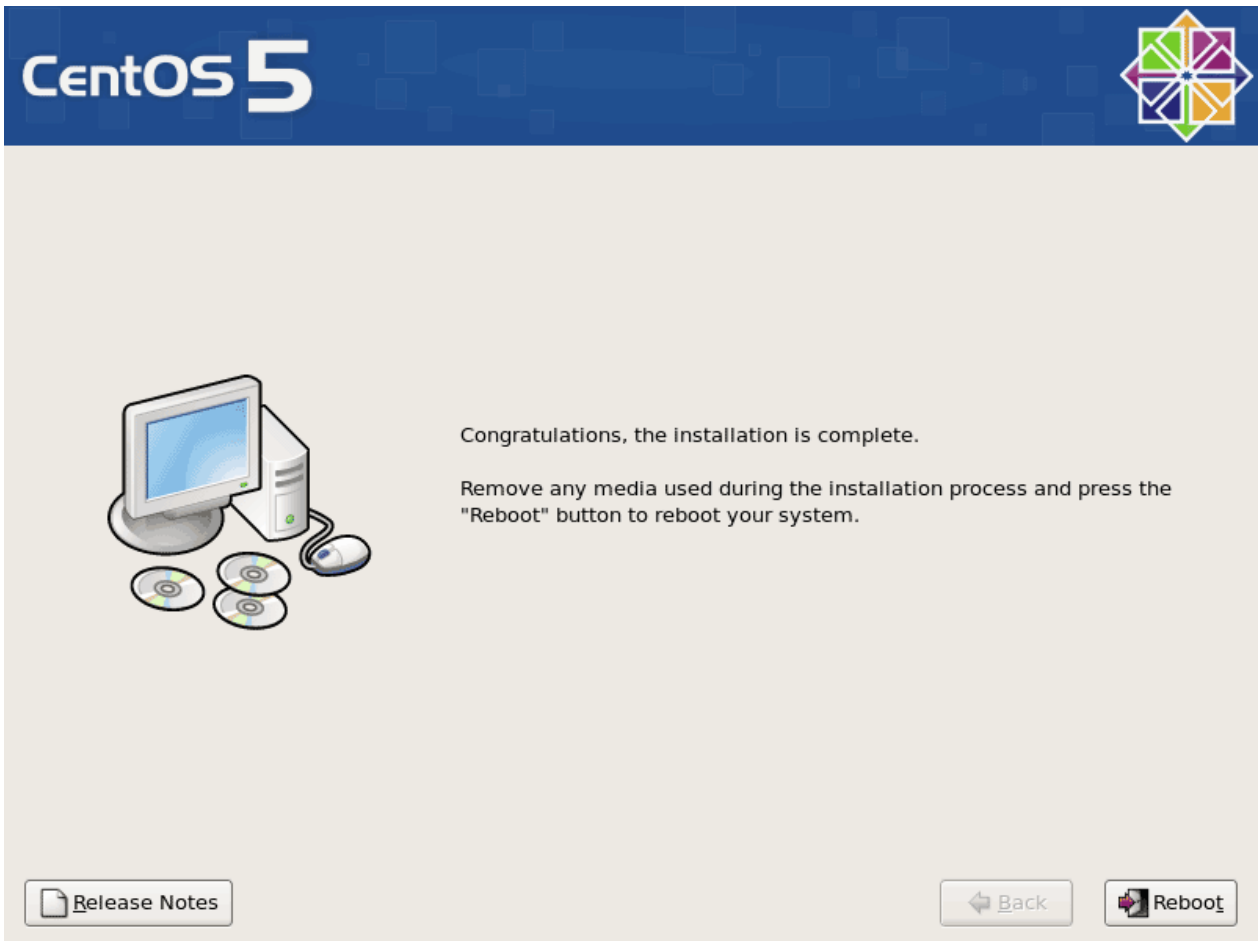 CentOS 5
Congratulations, the installation is complete.
Remove any media used during the installation process and press the
"Reboot" button to reboot your system.
Release Notes
Back
Reboot